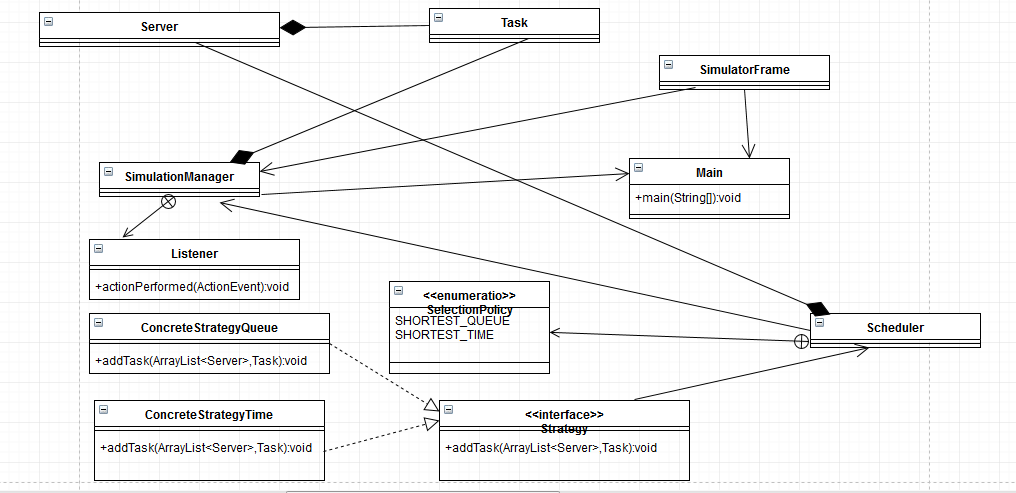 Server
Task
SimulatorFrame
SimulationManager
Main
+main(String[]):void
Listener
+actionPerformed(ActionEvent):void
<<enumeratio>>
SelectionPolicy
SHORTEST_QUEUE
SHORTEST_TIME
Scheduler
ConcreteStrategyQueue
+addTask(ArrayList<Server>,Task):void
ConcreteStrategyTime
+addTask(ArrayList<Server>,Task):void
<<interface>>
Strategy
+addTask(ArrayList<Server>,Task):void